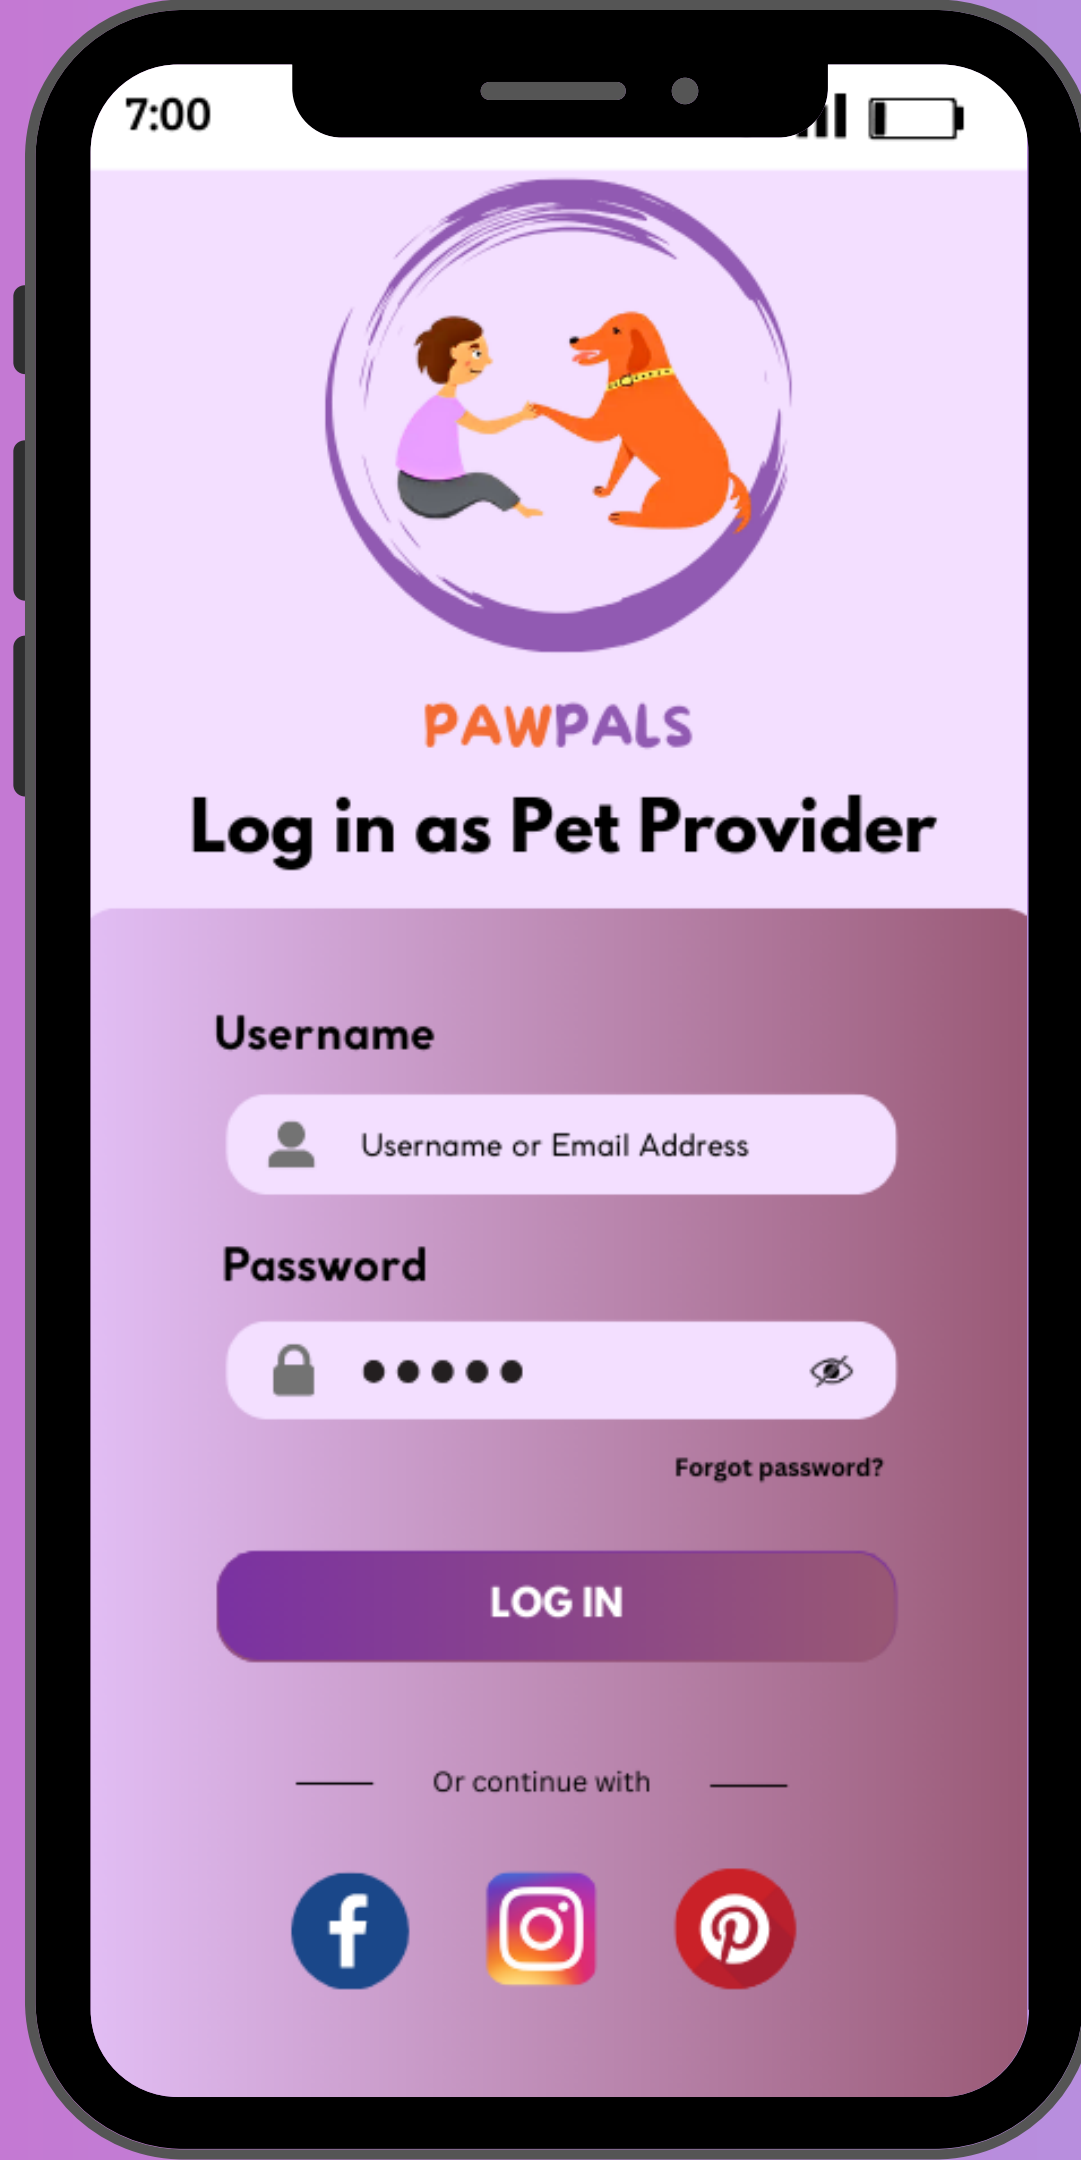 7:00
PAWPALS
Log in as Pet Provider
Username
Username or Email Address
Password
Forgot password?
LOG IN
Or continue with